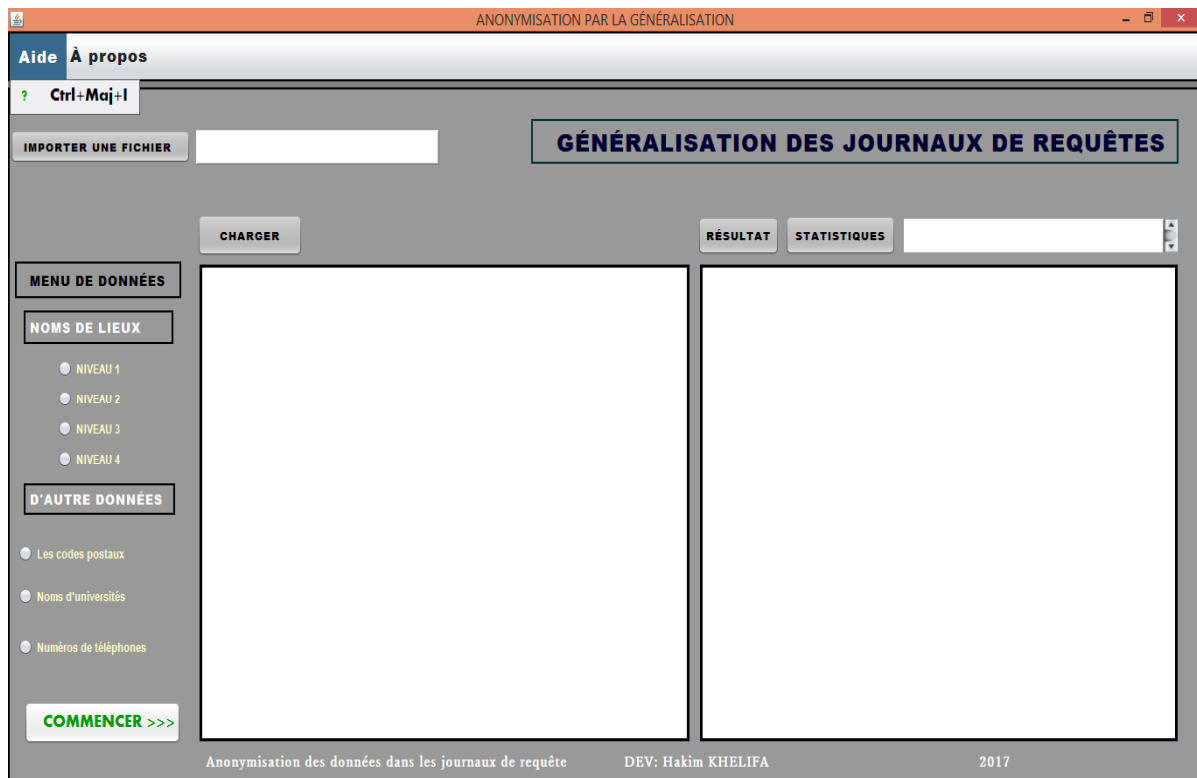 ANONYMISATION PAR LA GÉNÉRALISATION
Aide À propos
? Ctrl+Maj+I
IMPORTER UNE FICHIER
GÉNÉRALISATION DES JOURNAUX DE REQUÊTES
CHARGER
RÉSULTAT
STATISTIQUES
MENU DE DONNÉES
NOMS DE LIEUX
NIVEAU 1
NIVEAU 2
NIVEAU 3
NIVEAU 4
D'AUTRE DONNÉES
Les codes postaux
Noms d'universités
Numéros de téléphones
COMMENCER >>>
Anonymisation des données dans les journaux de requête DEV: Hakim KHELIFA 2017